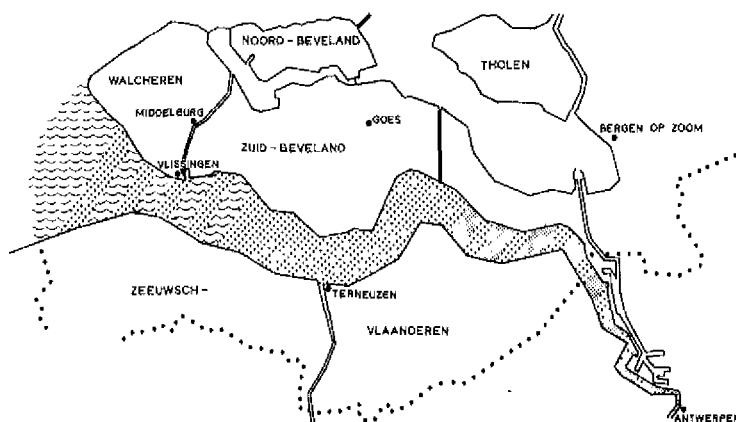 NOORD-BEVELAND
WALCHEREN
THOLEN
MIDDELBURG
GOES
BERGEN OP ZOOM
ZUID-BEVELAND
VLISSINGEN
ZEEUWSCH-
TERNEUZEN
VLAANDEREN
ANTWERPEN